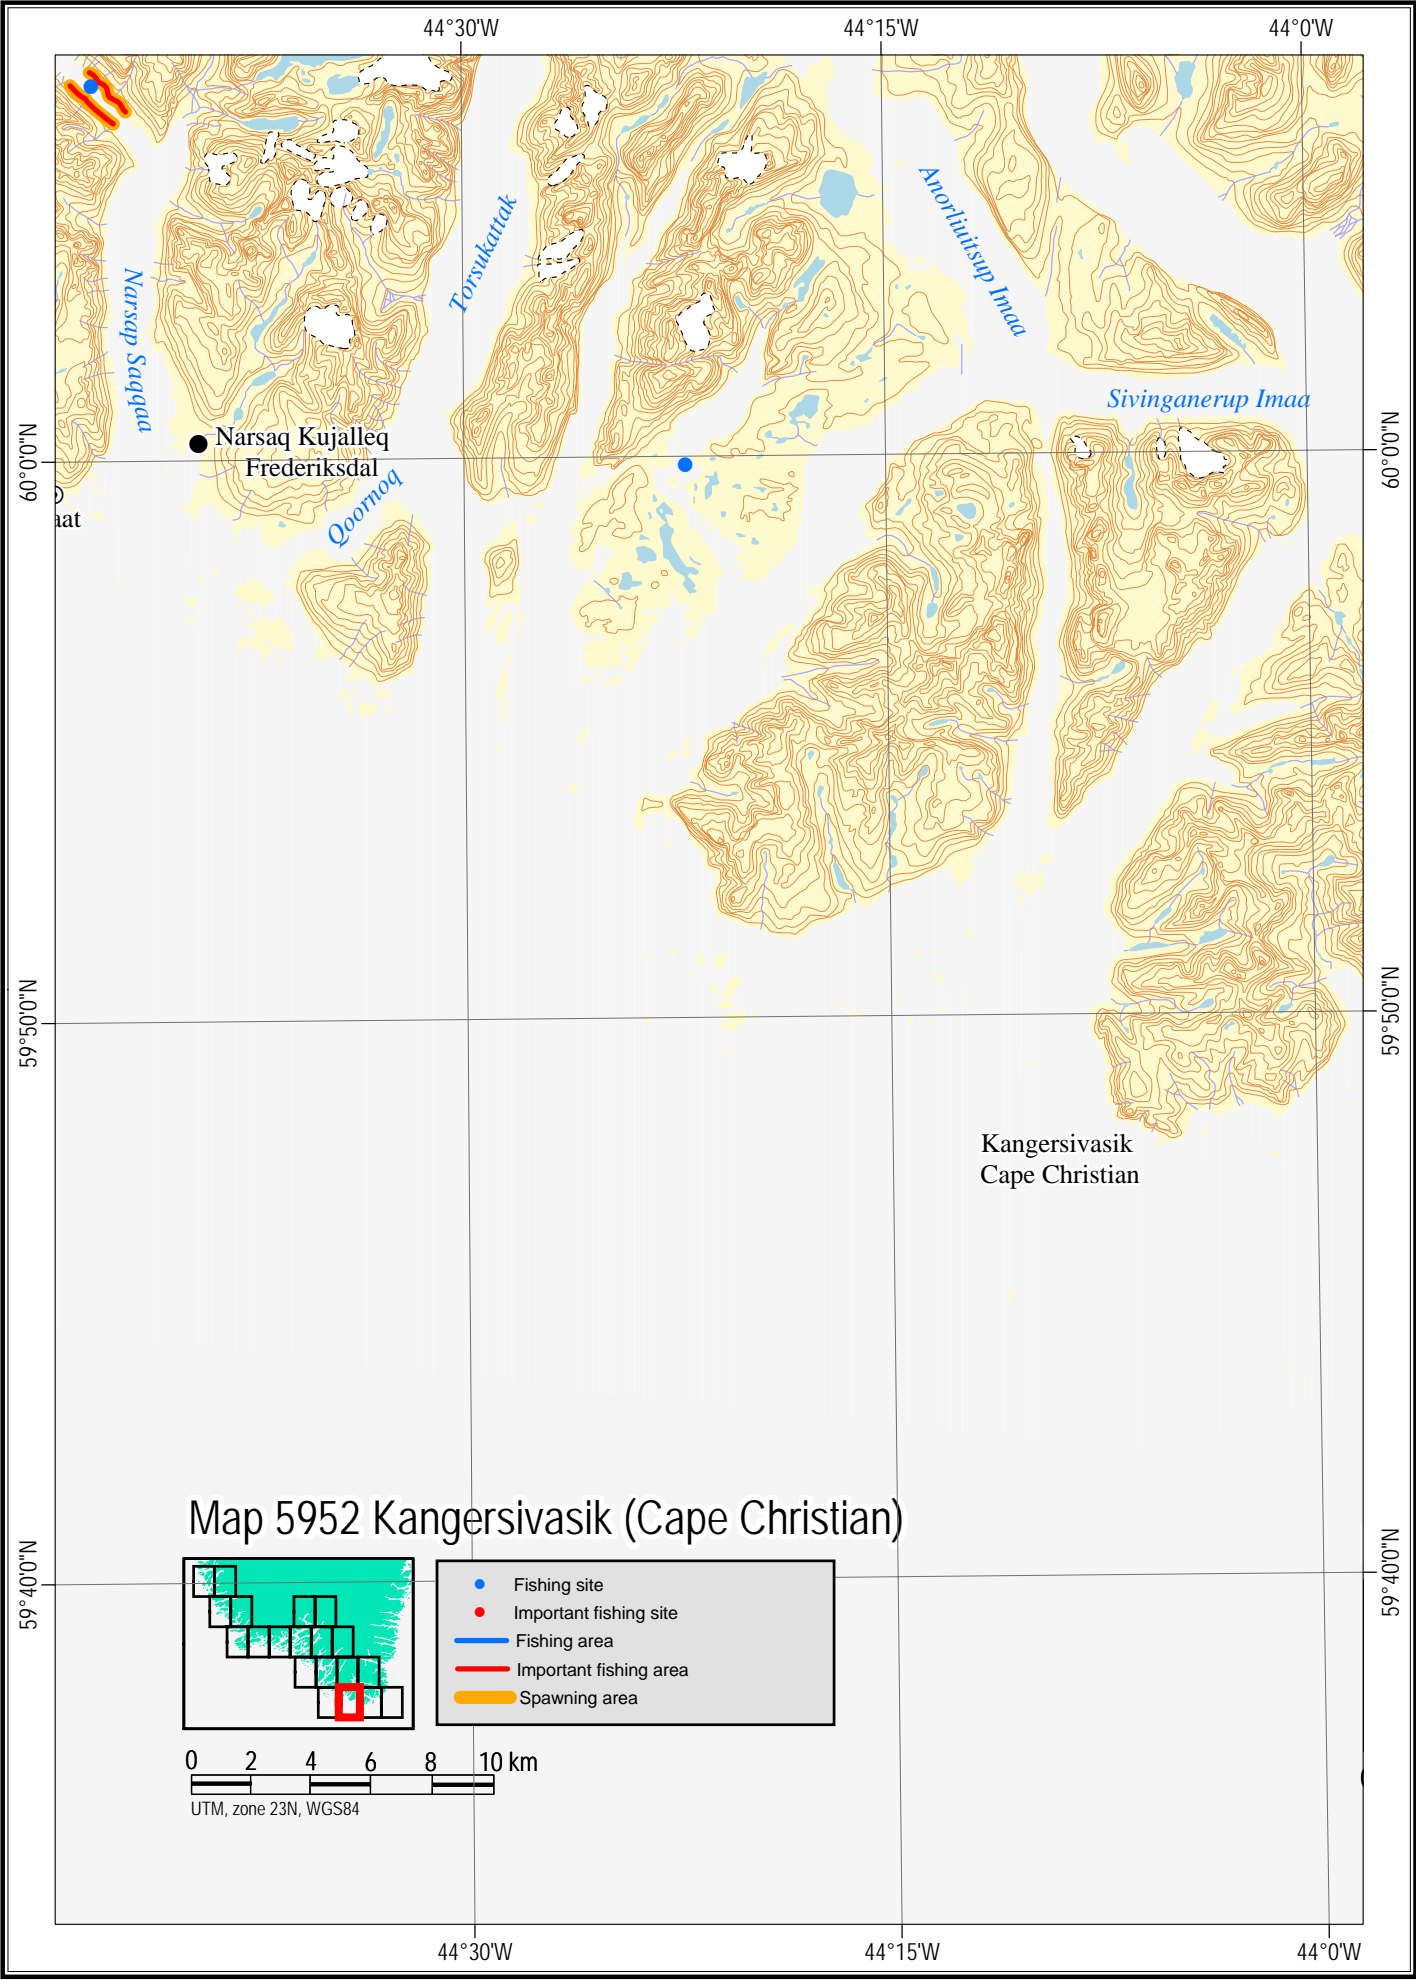 44°30'W 44°15'W 44°0'W
Anorliuitsup Imaa
Torsukattak
Narsap Saqqaa
Sivinganerup Imaa
Narsaq Kujalleq
Frederiksdal
60°0'0"N 60°0'0"N
Qoornoq
aat
59°50'0"N 59°50'0"N
Kangersivasik
Cape Christian
Map 5952 Kangersivasik (Cape Christian)
59°40'0"N 59°40'0"N
Fishing site
Important fishing site
Fishing area
Important fishing area
Spawning area
0 2 4 6 8 10 km
UTM, zone 23N, WGS84
44°30'W 44°15'W 44°0'W